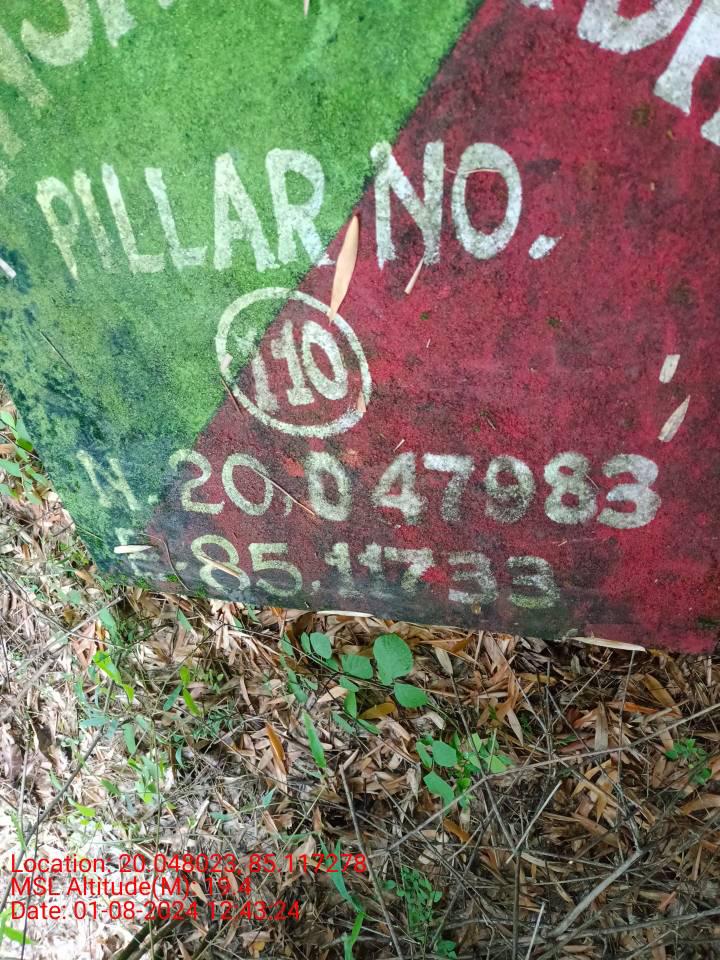 PILLAR NO.
110
N. 20.047983
E. 85.11733
Location: 20.048023, 85.117278
MSL Altitude(M): 19.4
Date: 01-08-2024 12:43:24